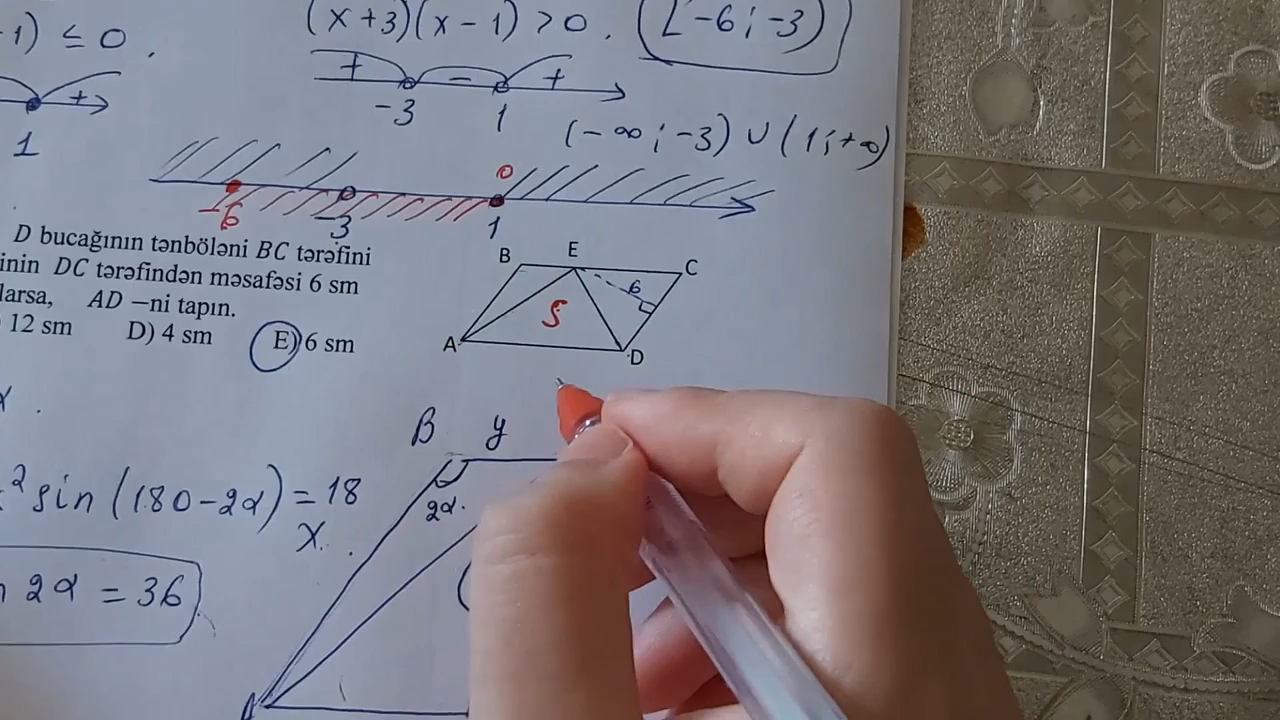 1) ≤ 0 .
(x+3)(x-1) > 0 . [-6; -3)
+ - +
+
-3 1
1
(-∞; -3) ∪ (1; +∞)
0
-6 -3 1
D bucağının tənböləni BC tərəfini
inin DC tərəfindən məsafəsi 6 sm
larsa, AD –ni tapın.
12 sm D) 4 sm E) 6 sm
B E C
6
S
A D
B y
² sin (180-2α) = 18
x .
2α.
2α = 36
A